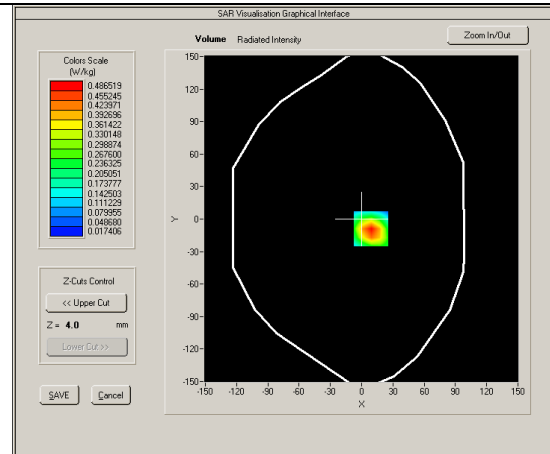 SAR Visualisation Graphical Interface
Volume Radiated Intensity
Zoom In/Out
Colors Scale
(W/kg)
0.486519
0.455245
0.423971
0.392696
0.361422
0.330148
0.298874
0.267600
0.236325
0.205051
0.173777
0.142503
0.111229
0.079955
0.048680
0.017406
Z-Cuts Control
<< Upper Cut
Z = 4.0 mm
Lower Cut >>
SAVE Cancel
150
120
90
60
30
0
-30
-60
-90
-120
-150
Y
-150 -120 -90 -60 -30 0 30 60 90 120 150
X